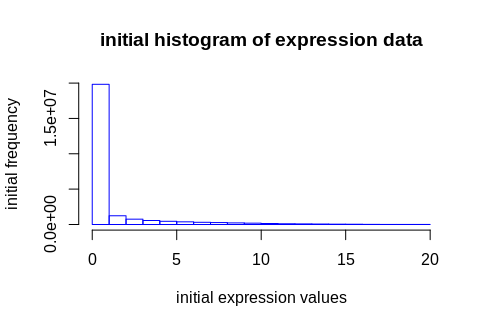 initial histogram of expression data
initial frequency
1.5e+07
0.0e+00
0 5 10 15 20
initial expression values